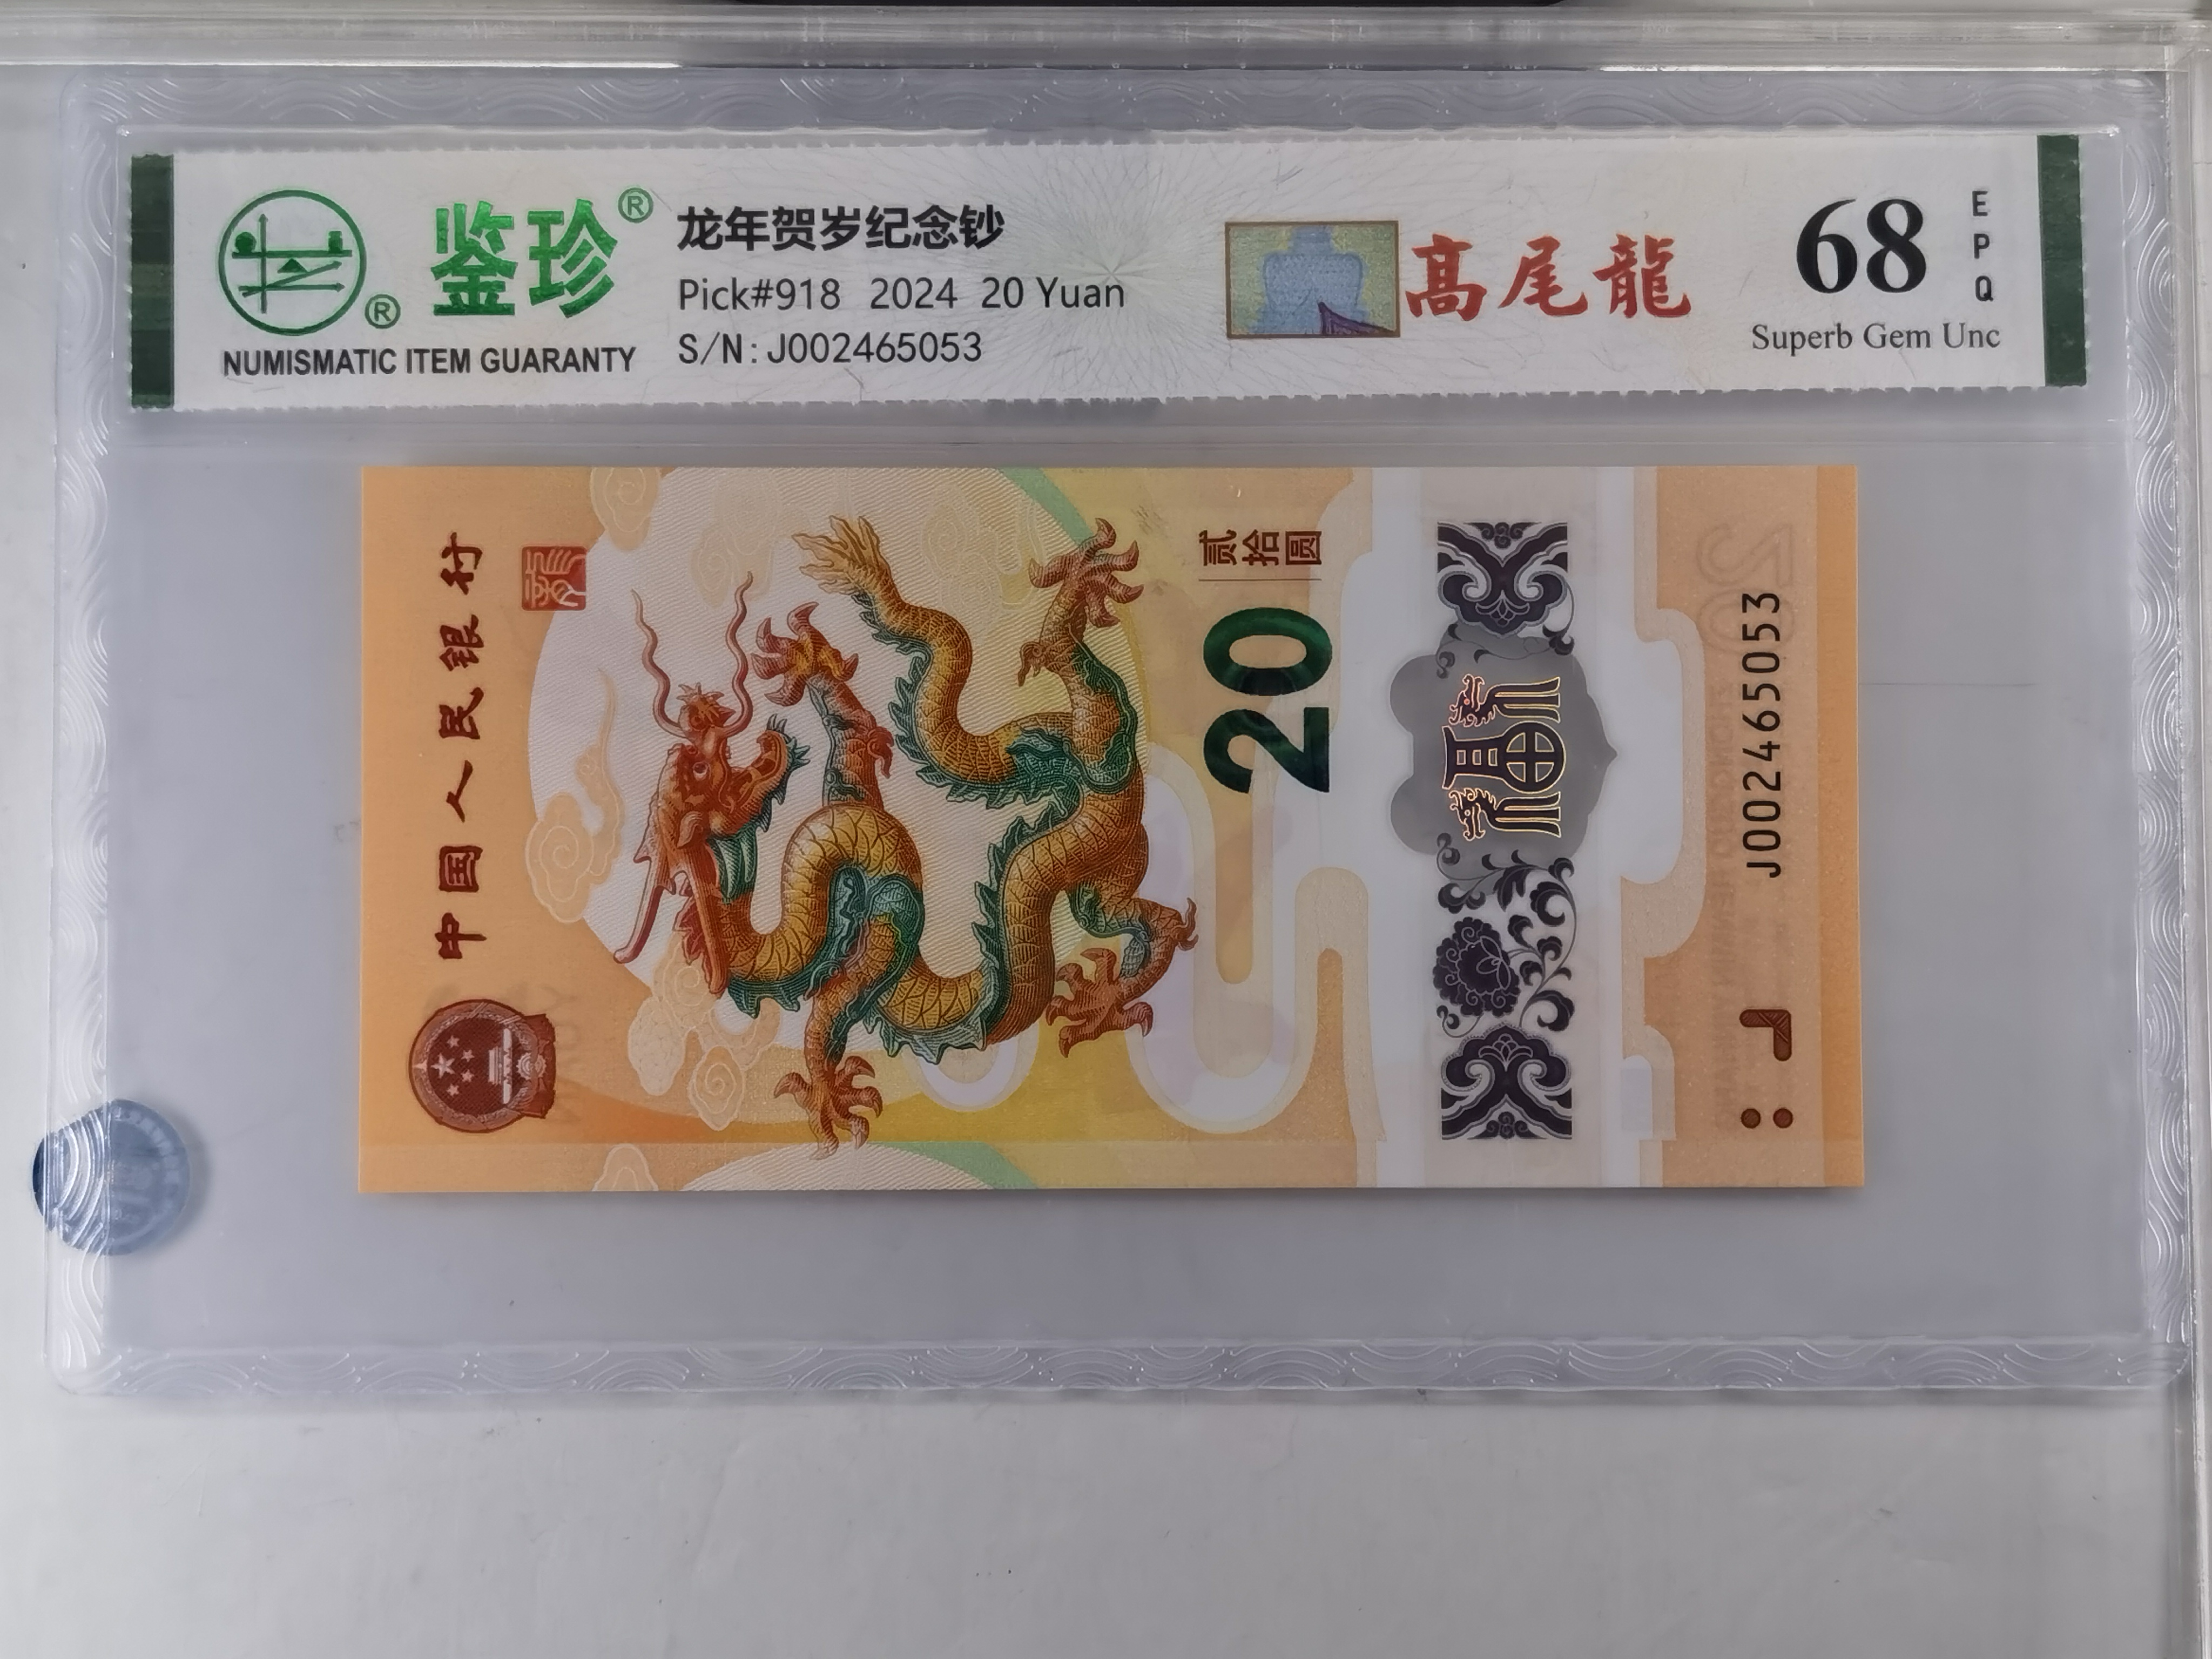 鉴珍®
®
NUMISMATIC ITEM GUARANTY
龙年贺岁纪念钞
Pick#918 2024 20 Yuan
S/N:J002465053
高尾龍
68
EPQ
Superb Gem Unc
中国人民银行
贰拾圆
20
J002465053